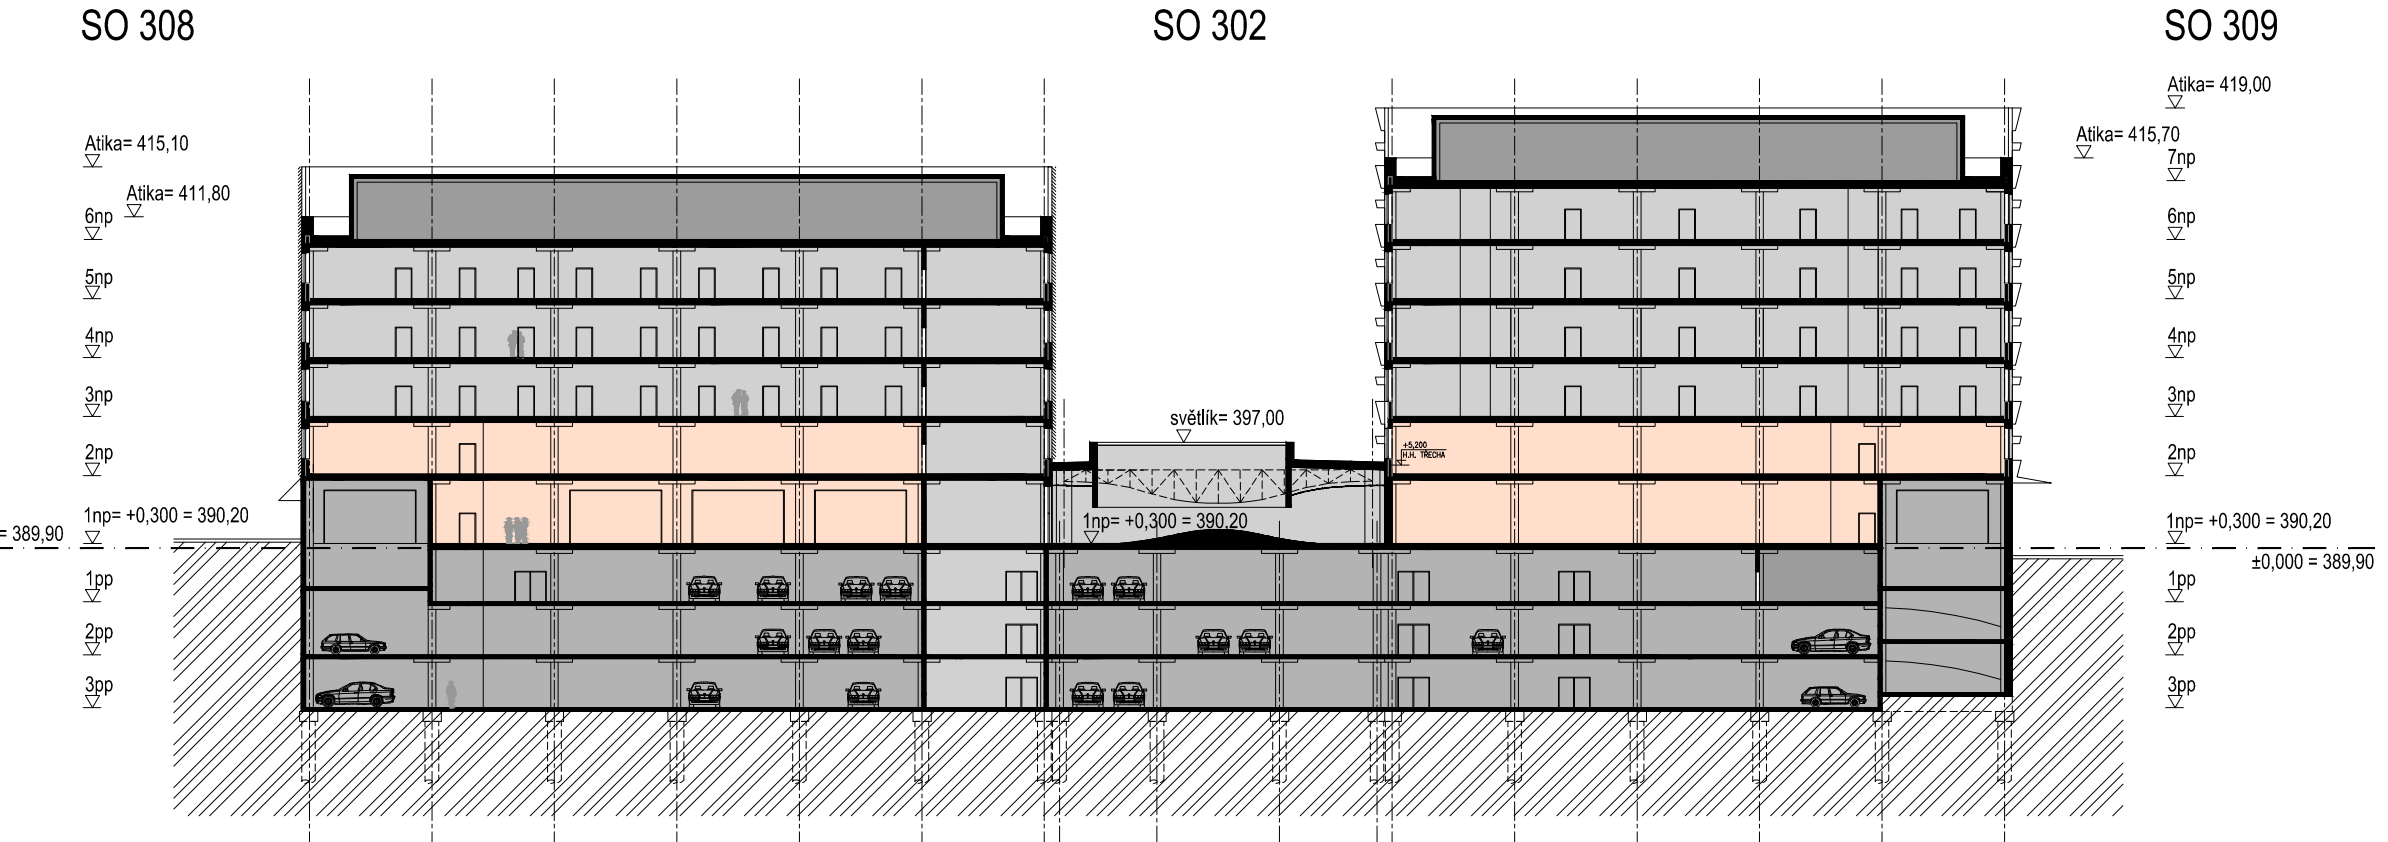 SO 308
SO 302
SO 309
Atika= 419,00
Atika= 415,10
Atika= 415,70
7np
Atika= 411,80
6np
6np
5np
5np
4np
4np
3np
3np
světlík= 397,00
2np
+5,200
H.H. TŘECHA
2np
1np= +0,300 = 390,20
1np= +0,300 = 390,20
1np= +0,300 = 390,20
= 389,90
±0,000 = 389,90
1pp
1pp
2pp
2pp
3pp
3pp